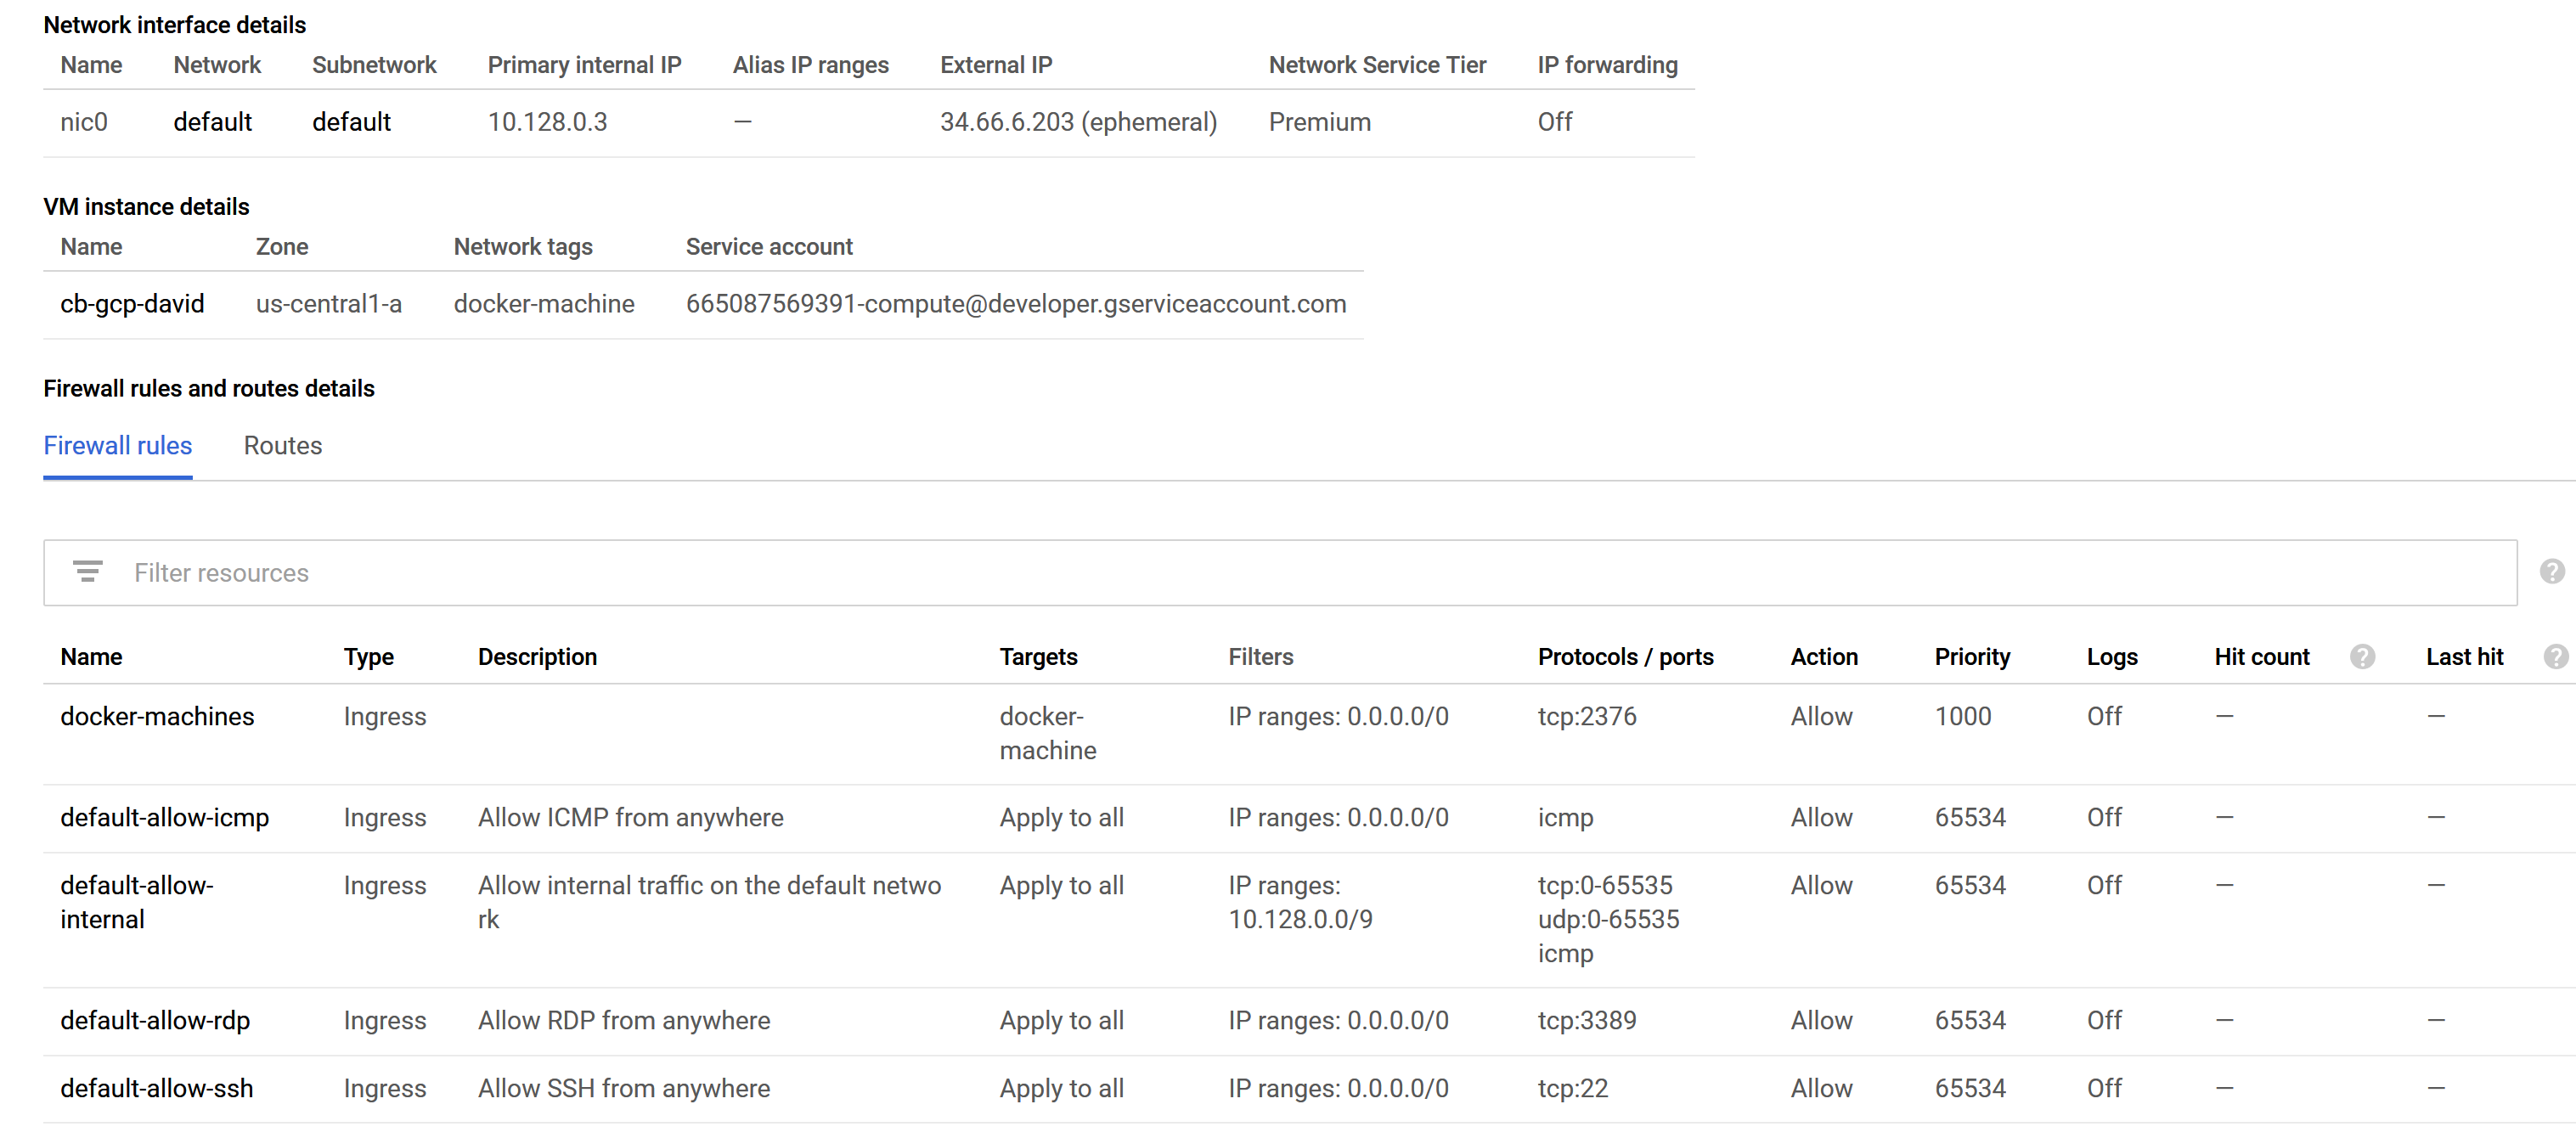 Network interface details
Name Network Subnetwork Primary internal IP Alias IP ranges External IP Network Service Tier IP forwarding
nic0 default default 10.128.0.3 — 34.66.6.203 (ephemeral) Premium Off
VM instance details
Name Zone Network tags Service account
cb-gcp-david us-central1-a docker-machine 665087569391-compute@developer.gserviceaccount.com
Firewall rules and routes details
Firewall rules Routes
Filter resources ?
Name Type Description Targets Filters Protocols / ports Action Priority Logs Hit count ? Last hit ?
docker-machines Ingress docker- IP ranges: 0.0.0.0/0 tcp:2376 Allow 1000 Off — —
machine
default-allow-icmp Ingress Allow ICMP from anywhere Apply to all IP ranges: 0.0.0.0/0 icmp Allow 65534 Off — —
default-allow- Ingress Allow internal traffic on the default netwo Apply to all IP ranges: tcp:0-65535 Allow 65534 Off — —
internal rk 10.128.0.0/9 udp:0-65535
icmp
default-allow-rdp Ingress Allow RDP from anywhere Apply to all IP ranges: 0.0.0.0/0 tcp:3389 Allow 65534 Off — —
default-allow-ssh Ingress Allow SSH from anywhere Apply to all IP ranges: 0.0.0.0/0 tcp:22 Allow 65534 Off — —